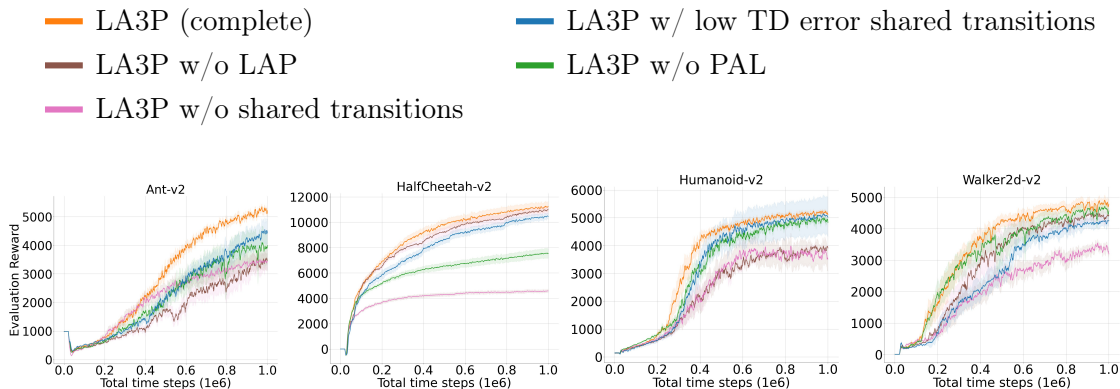 LA3P (complete)
LA3P w/ low TD error shared transitions
LA3P w/o LAP
LA3P w/o PAL
LA3P w/o shared transitions
Ant-v2
Evaluation Reward
5000
4000
3000
2000
1000
0
0.0 0.2 0.4 0.6 0.8 1.0
Total time steps (1e6)
HalfCheetah-v2
12000
10000
8000
6000
4000
2000
0
0.0 0.2 0.4 0.6 0.8 1.0
Total time steps (1e6)
Humanoid-v2
6000
5000
4000
3000
2000
1000
0
0.0 0.2 0.4 0.6 0.8 1.0
Total time steps (1e6)
Walker2d-v2
5000
4000
3000
2000
1000
0
0.0 0.2 0.4 0.6 0.8 1.0
Total time steps (1e6)